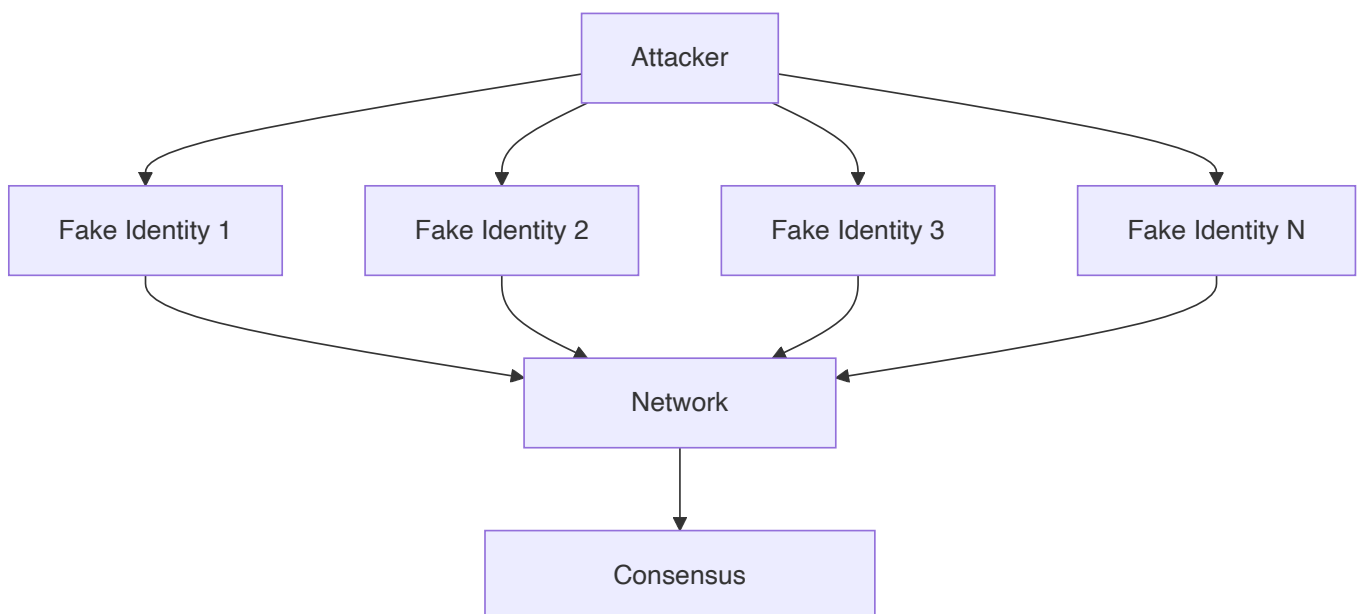 Attacker
Fake Identity 1
Fake Identity 2
Fake Identity 3
Fake Identity N
Network
Consensus